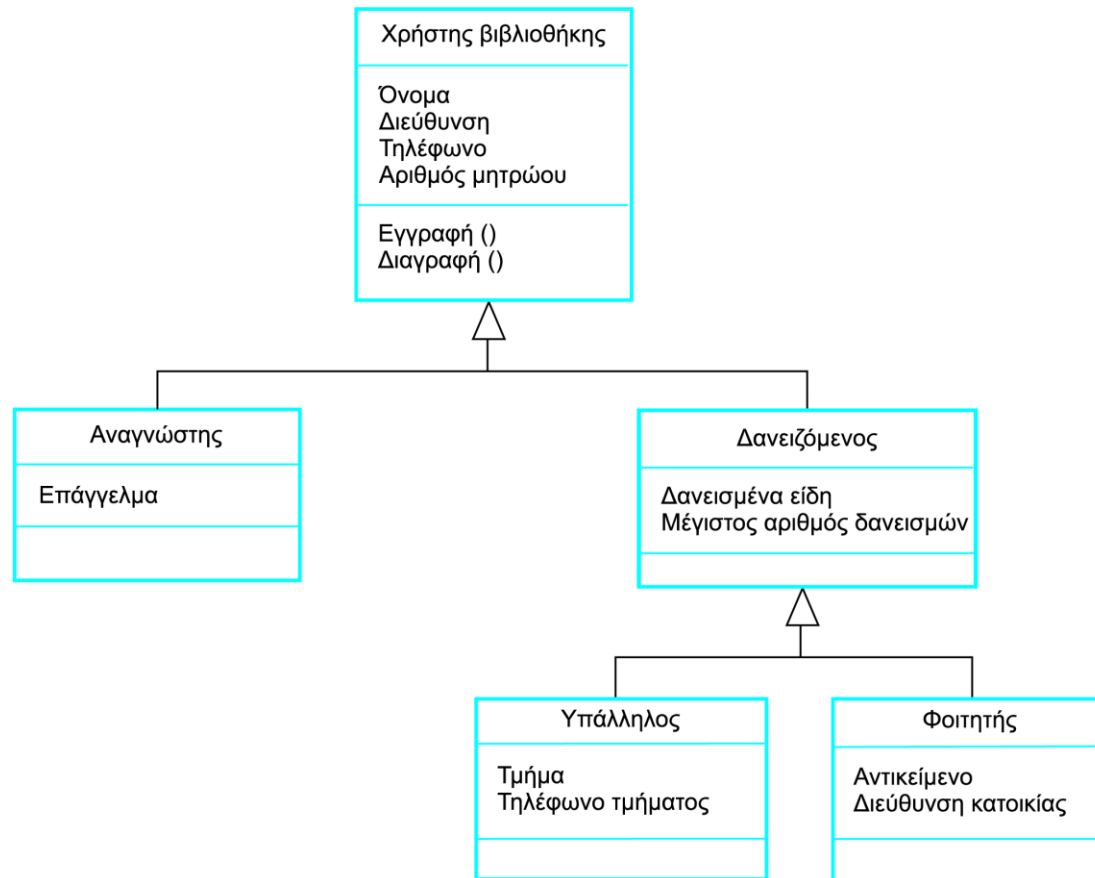 Χρήστης βιβλιοθήκης
Όνομα
Διεύθυνση
Τηλέφωνο
Αριθμός μητρώου
Εγγραφή ()
Διαγραφή ()
Αναγνώστης
Επάγγελμα
Δανειζόμενος
Δανεισμένα είδη
Μέγιστος αριθμός δανεισμών
Υπάλληλος
Τμήμα
Τηλέφωνο τμήματος
Φοιτητής
Αντικείμενο
Διεύθυνση κατοικίας